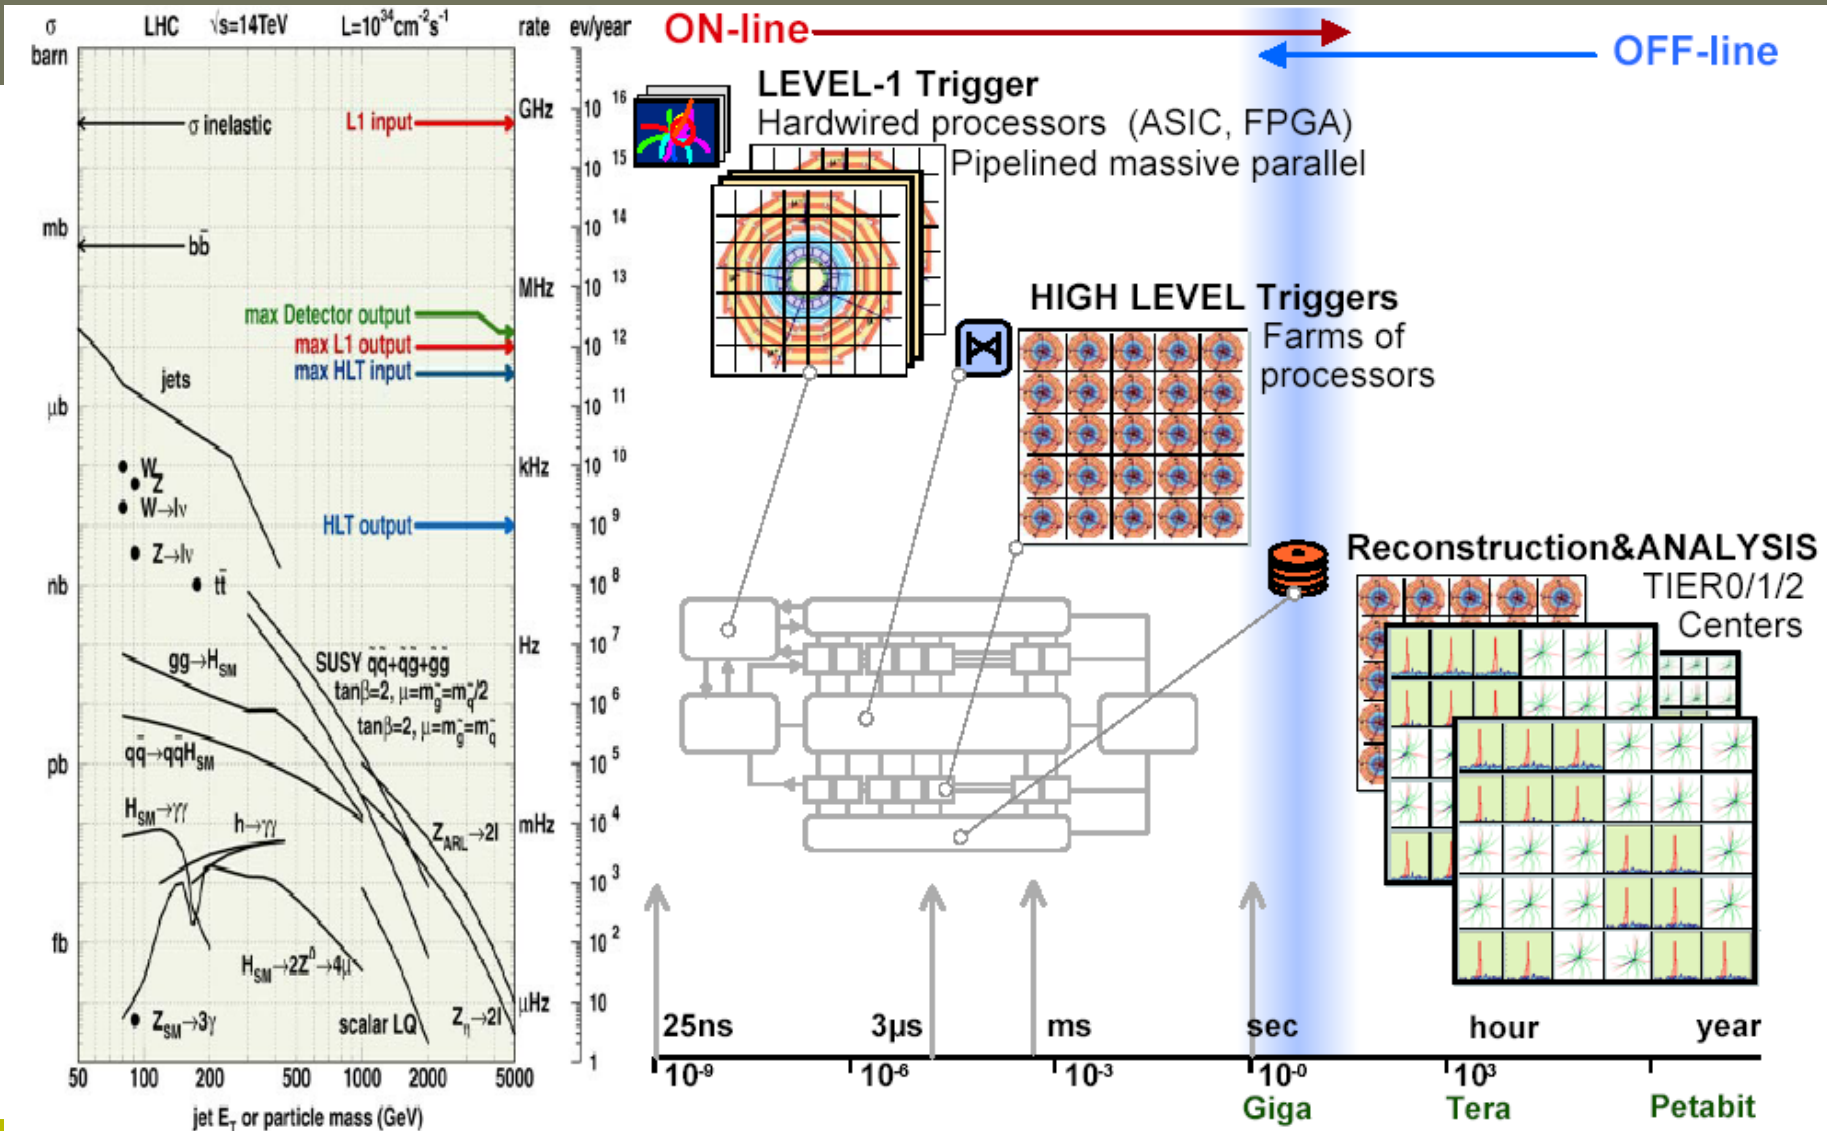 σ LHC √s=14TeV L=10³⁴cm⁻²s⁻¹ rate ev/year
barn
GHz
10¹⁶
σ inelastic
L1 input
10¹⁵
mb
10¹⁴
bb̄
MHz
10¹³
max Detector output
max L1 output
10¹²
max HLT input
jets
μb
10¹¹
W
Z
kHz
10¹⁰
W→lν
HLT output
10⁹
Z→lν
nb
tt̄
10⁸
Hz
10⁷
gg→H_SM
SUSY q̃q̃+q̃g̃+g̃g̃
tanβ=2, μ=m_g̃=m_q̃/2
10⁶
tanβ=2, μ=m_g̃=m_q̃
qq̄→qq̄H_SM
pb
10⁵
H_SM→γγ
h→γγ
Z_ARL→2l
mHz
10⁴
10³
fb
10²
H_SM→2Z⁰→4μ
μHz
10
Z_SM→3γ
scalar LQ
Z_η→2l
1
50 100 200 500 1000 2000 5000
jet E_T or particle mass (GeV)
ON-line
OFF-line
LEVEL-1 Trigger
Hardwired processors (ASIC, FPGA)
Pipelined massive parallel
HIGH LEVEL Triggers
Farms of
processors
Reconstruction&ANALYSIS
TIER0/1/2
Centers
25ns 3μs ms sec hour year
10⁻⁹ 10⁻⁶ 10⁻³ 10⁻⁰ 10³
Giga Tera Petabit